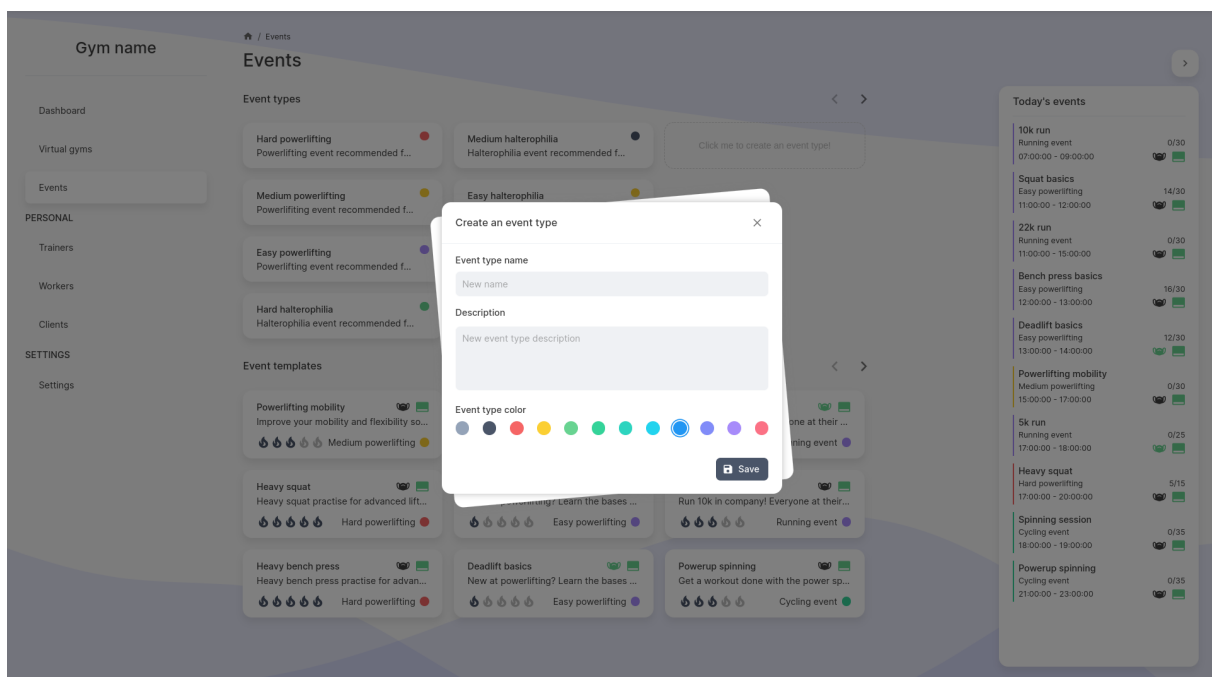 Gym name
Dashboard
Virtual gyms
Events
PERSONAL
Trainers
Workers
Clients
SETTINGS
Settings
/ Events
Events
Event types
Hard powerlifting
Powerlifting event recommended f...
Medium halterophilia
Halterophilia event recommended f...
Click me to create an event type!
Medium powerlifting
Powerlifiting event recommended f...
Easy halterophilia
Easy powerlifting
Powerlifting event recommended f...
Hard halterophilia
Halterophilia event recommended f...
Create an event type
Event type name
New name
Description
New event type description
Event type color
Save
Event templates
Powerlifting mobility
Improve your mobility and flexibility so...
Medium powerlifting
one at their ...
event
Heavy squat
Heavy squat practise for advanced lift...
Hard powerlifting
Learn the bases ...
Easy powerlifting
Run 10k in company! Everyone at their...
Running event
Heavy bench press
Heavy bench press practise for advan...
Hard powerlifting
Deadlift basics
New at powerlifting? Learn the bases ...
Easy powerlifting
Powerup spinning
Get a workout done with the power sp...
Cycling event
Today's events
10k run
Running event 0/30
07:00:00 - 09:00:00
Squat basics
Easy powerlifting 14/30
11:00:00 - 12:00:00
22k run
Running event 0/30
11:00:00 - 15:00:00
Bench press basics
Easy powerlifting 16/30
12:00:00 - 13:00:00
Deadlift basics
Easy powerlifting 12/30
13:00:00 - 14:00:00
Powerlifting mobility
Medium powerlifting 0/30
15:00:00 - 17:00:00
5k run
Running event 0/25
17:00:00 - 18:00:00
Heavy squat
Hard powerlifting 5/15
17:00:00 - 20:00:00
Spinning session
Cycling event 0/35
18:00:00 - 19:00:00
Powerup spinning
Cycling event 0/35
21:00:00 - 23:00:00